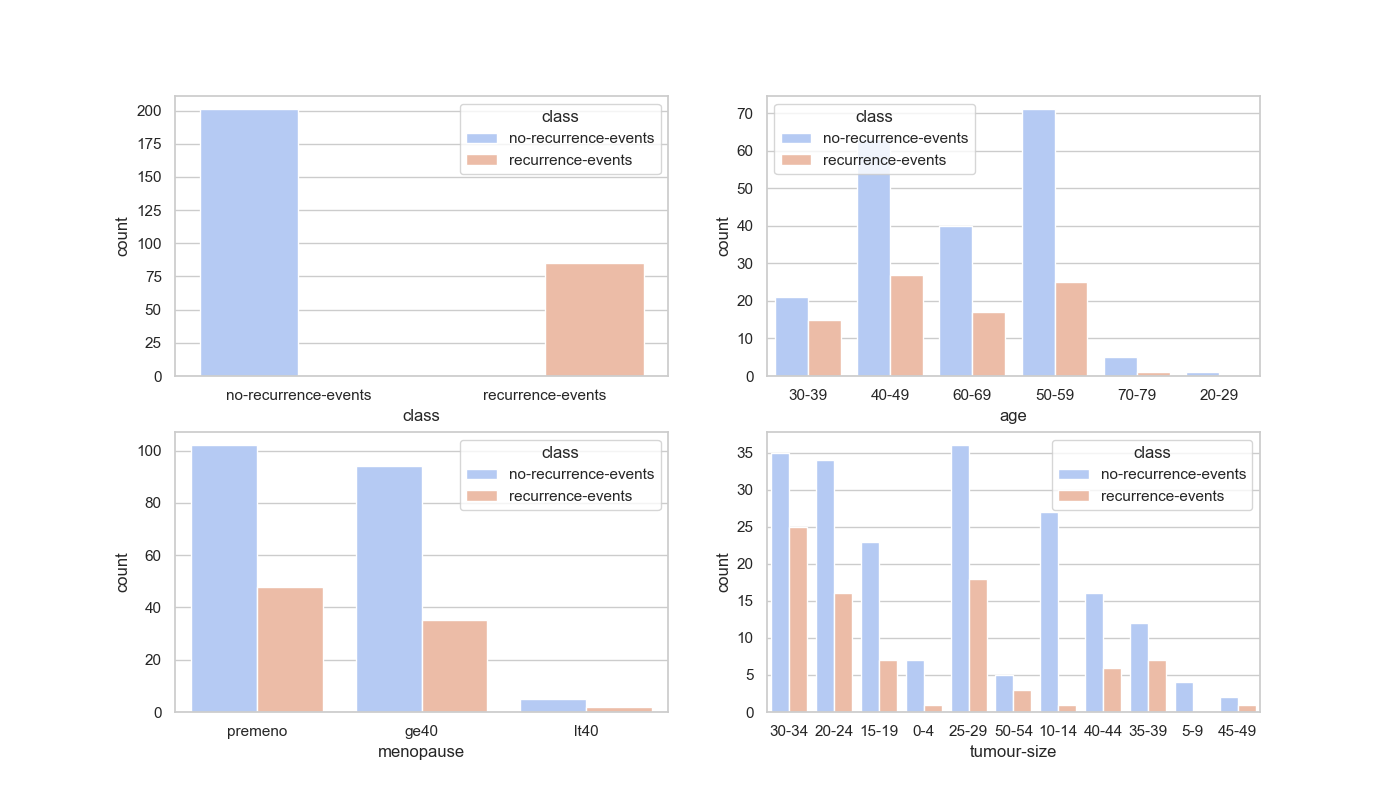 class
no-recurrence-events
recurrence-events
200
175
150
125
100
75
50
25
0
count
no-recurrence-events recurrence-events
class
class
no-recurrence-events
recurrence-events
70
60
50
40
30
20
10
0
count
30-39 40-49 60-69 50-59 70-79 20-29
age
class
no-recurrence-events
recurrence-events
100
80
60
40
20
0
count
premeno ge40 lt40
menopause
class
no-recurrence-events
recurrence-events
35
30
25
20
15
10
5
0
count
30-34 20-24 15-19 0-4 25-29 50-54 10-14 40-44 35-39 5-9 45-49
tumour-size